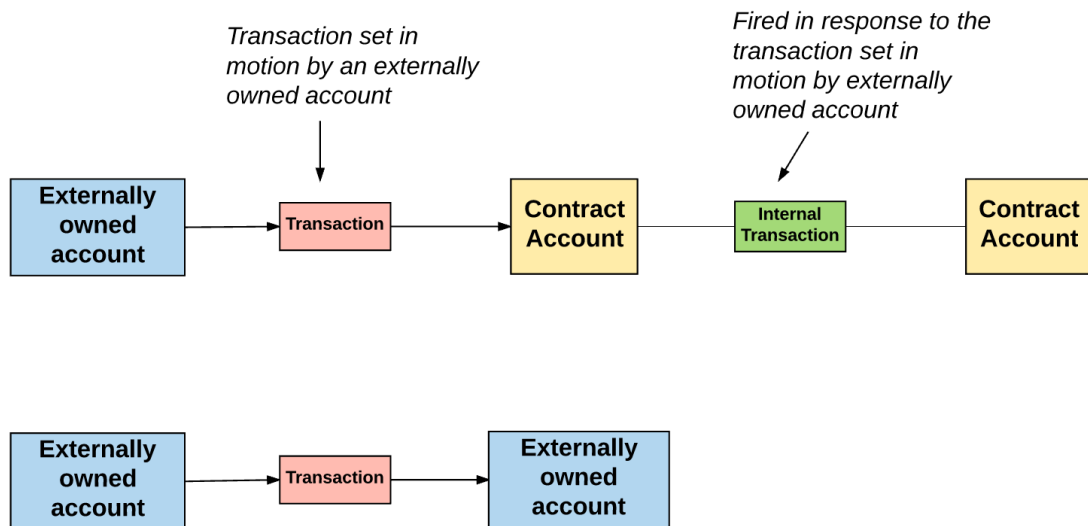 Transaction set in
motion by an externally
owned account
Fired in response to the
transaction set in
motion by externally
owned account
Externally
owned
account
Transaction
Contract
Account
Internal
Transaction
Contract
Account
Externally
owned
account
Transaction
Externally
owned
account